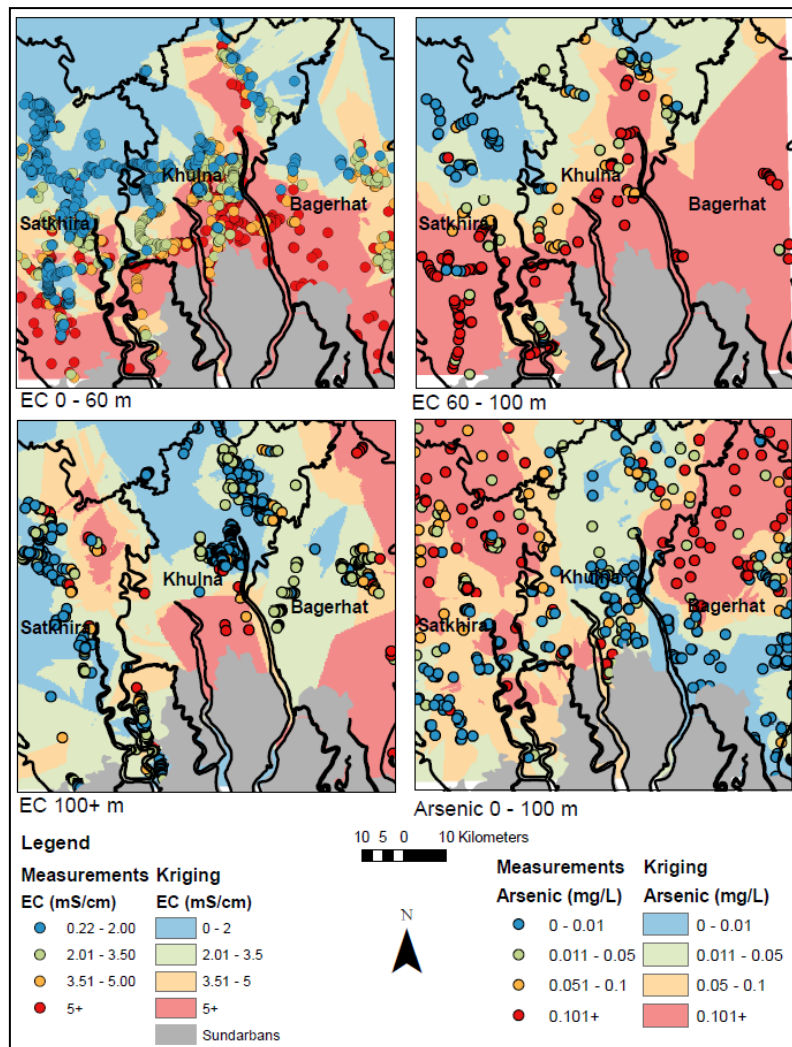 Khulna
Satkhira
Bagerhat
EC 0 - 60 m
Khulna
Satkhira
Bagerhat
EC 60 - 100 m
Khulna
Satkhira
Bagerhat
EC 100+ m
Khulna
Satkhira
Bagerhat
Arsenic 0 - 100 m
Legend
10 5 0 10 Kilometers
N
Measurements Kriging
EC (mS/cm) EC (mS/cm)
0.22 - 2.00 0 - 2
2.01 - 3.50 2.01 - 3.5
3.51 - 5.00 3.51 - 5
5+ 5+
Sundarbans
Measurements Kriging
Arsenic (mg/L) Arsenic (mg/L)
0 - 0.01 0 - 0.01
0.011 - 0.05 0.011 - 0.05
0.051 - 0.1 0.05 - 0.1
0.101+ 0.101+